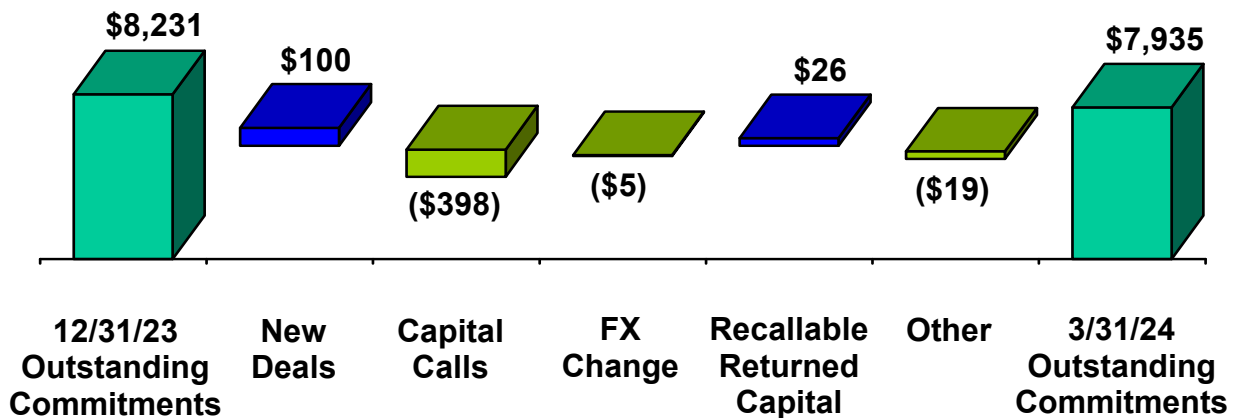 $8,231
$100
($398)
($5)
$26
($19)
$7,935
12/31/23
Outstanding
Commitments
New
Deals
Capital
Calls
FX
Change
Recallable
Returned
Capital
Other
3/31/24
Outstanding
Commitments